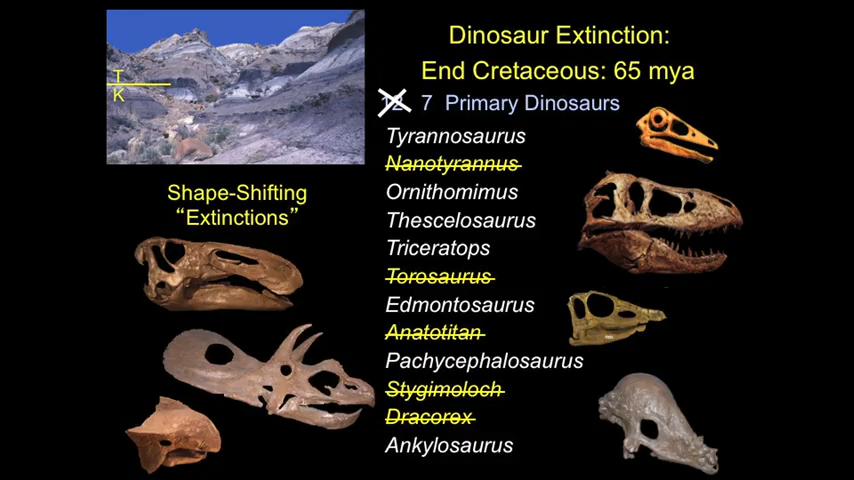 T
K
Dinosaur Extinction:
End Cretaceous: 65 mya
12 7 Primary Dinosaurs
Tyrannosaurus
Nanotyrannus
Ornithomimus
Thescelosaurus
Triceratops
Torosaurus
Edmontosaurus
Anatotitan
Pachycephalosaurus
Stygimoloch
Dracorex
Ankylosaurus
Shape-Shifting
“Extinctions”